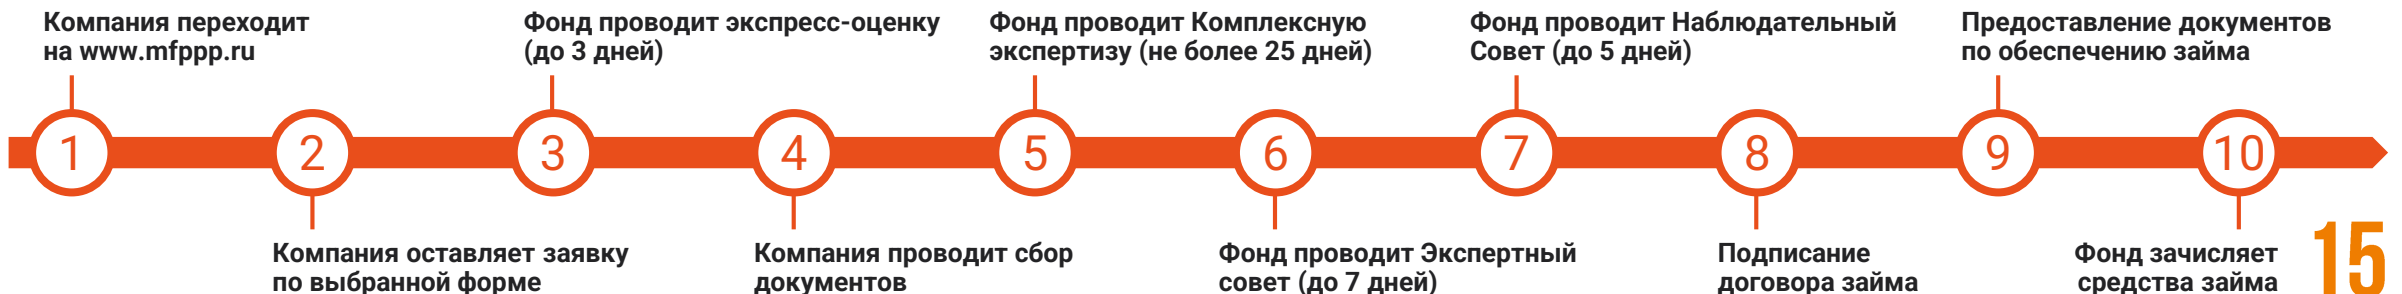 Компания переходит
на www.mfppp.ru
1
2
Компания оставляет заявку
по выбранной форме
Фонд проводит экспресс-оценку
(до 3 дней)
3
4
Компания проводит сбор
документов
Фонд проводит Комплексную
экспертизу (не более 25 дней)
5
6
Фонд проводит Экспертный
совет (до 7 дней)
Фонд проводит Наблюдательный
Совет (до 5 дней)
7
8
Подписание
договора займа
Предоставление документов
по обеспечению займа
9
10
Фонд зачисляет
средства займа
15